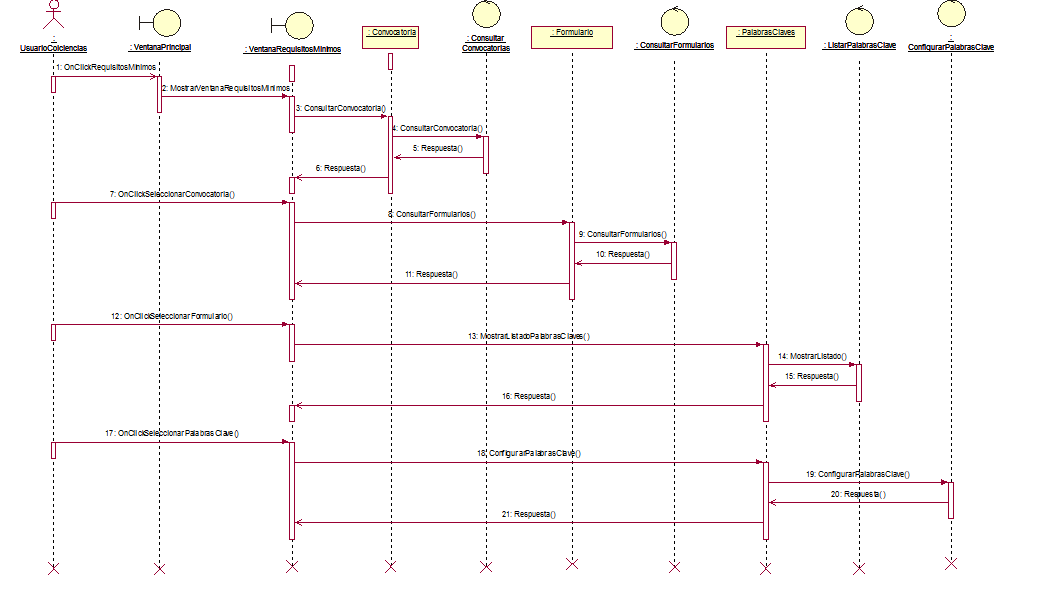 :
UsuarioColciencias
: VentanaPrincipal
: VentanaRequisitosMinimos
: Convocatoria
: Consultar
Convocatorias
: Formulario
: ConsultarFormularios
: PalabrasClaves
: ListarPalabrasClave
:
ConfigurarPalabrasClave
1: OnClickRequisitosMinimos
2: MostrarVentanaRequisitosMinimos
3: ConsultarConvocatoria()
4: ConsultarConvocatoria()
5: Respuesta()
6: Respuesta()
7: OnClickSeleccionarConvocatoria()
8: ConsultarFormularios()
9: ConsultarFormularios()
10: Respuesta()
11: Respuesta()
12: OnClickSeleccionarFormulario()
13: MostrarListadoPalabrasClaves()
14: MostrarListado()
15: Respuesta()
16: Respuesta()
17: OnClickSeleccionarPalabrasClave()
18: ConfigurarPalabrasClave()
19: ConfigurarPalabrasClave()
20: Respuesta()
21: Respuesta()